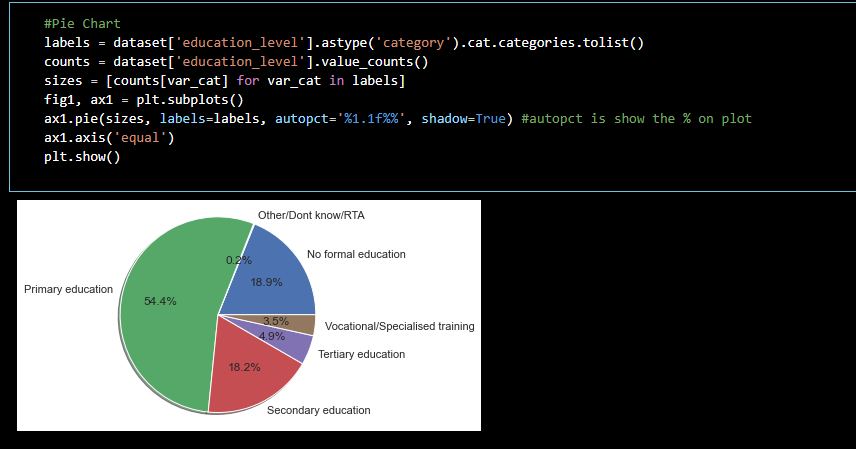 #Pie Chart
labels = dataset['education_level'].astype('category').cat.categories.tolist()
counts = dataset['education_level'].value_counts()
sizes = [counts[var_cat] for var_cat in labels]
fig1, ax1 = plt.subplots()
ax1.pie(sizes, labels=labels, autopct='%1.1f%%', shadow=True) #autopct is show the % on plot
ax1.axis('equal')
plt.show()
Other/Dont know/RTA
No formal education
0.2%
18.9%
Primary education
54.4%
3.5%
Vocational/Specialised training
4.9%
Tertiary education
18.2%
Secondary education